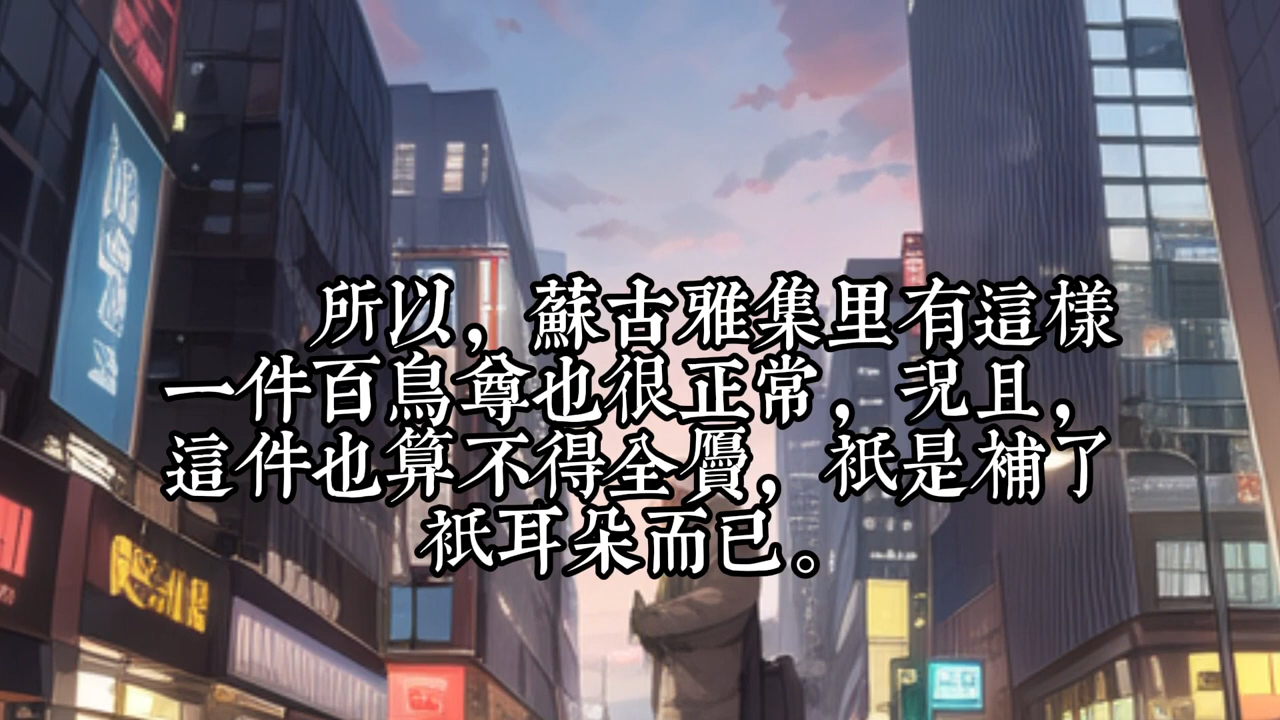 所以，蘇古雅集里有這樣
一件百鳥尊也很正常，況且，
這件也算不得全贗，衹是補了
衹耳朵而已。